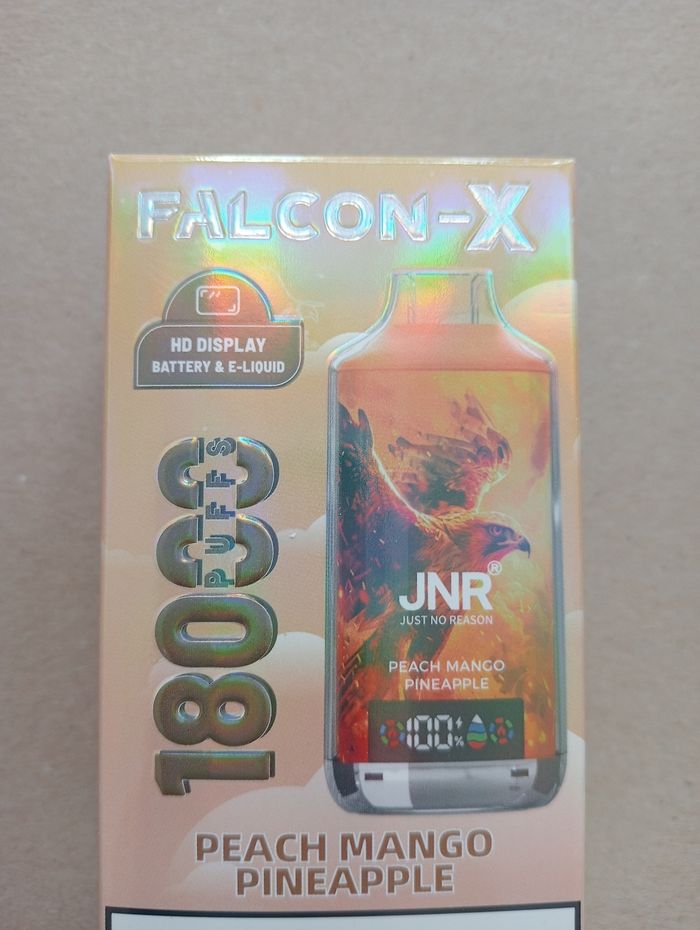 FALCON-X
HD DISPLAY
BATTERY & E-LIQUID
18000
PUFFS
JNR®
JUST NO REASON
PEACH MANGO
PINEAPPLE
100%
PEACH MANGO
PINEAPPLE